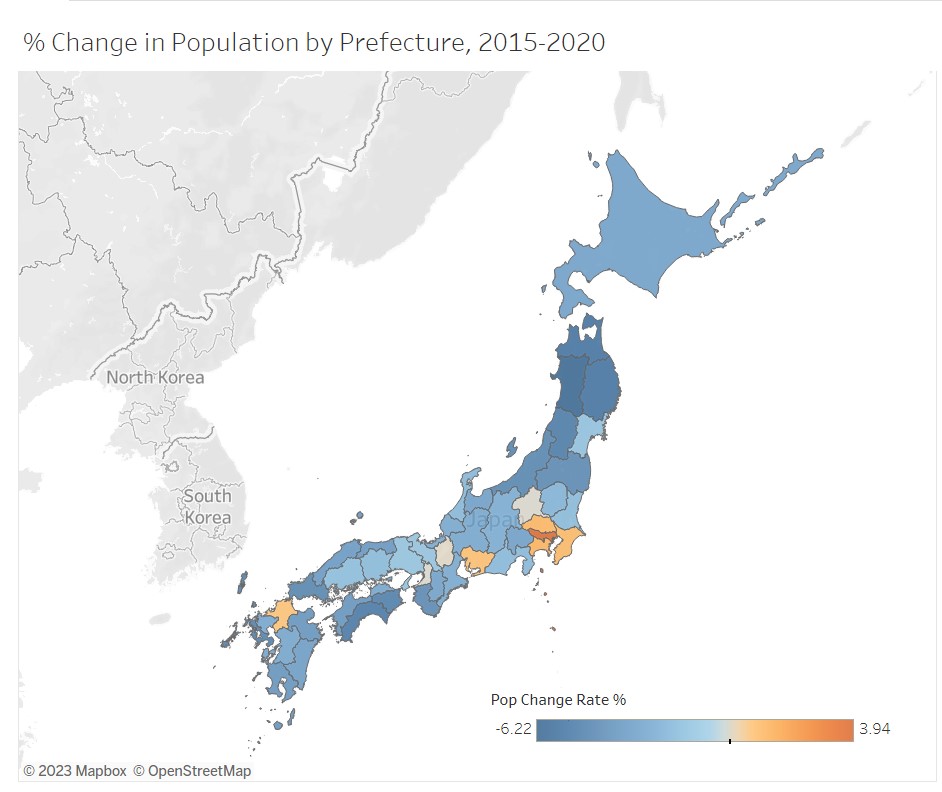 % Change in Population by Prefecture, 2015-2020
North Korea
South
Korea
Japan
Pop Change Rate %
-6.22
3.94
© 2023 Mapbox © OpenStreetMap